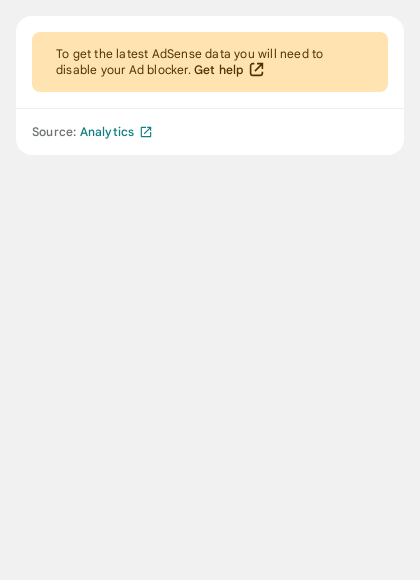 To get the latest AdSense data you will need to
disable your Ad blocker. Get help
Source: Analytics